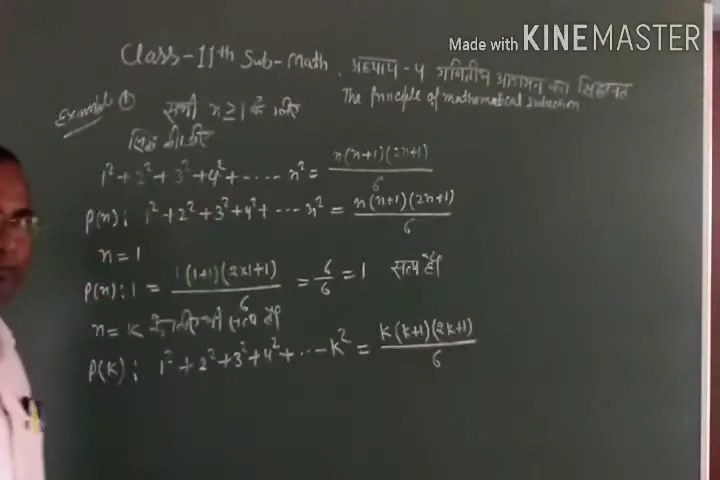 Made with KINEMASTER
Class-11th Sub-Math. अध्याय-4 गणितीय आगमन का सिद्धान्त
The Principle of mathematical induction
Example ① सभी n ≥ 1 के लिए
सिद्ध कीजिए
1² + 2² + 3² + 4² + ---- n² = n(n+1)(2n+1)/6
P(n): 1² + 2² + 3² + 4² + --- n² = n(n+1)(2n+1)/6
n = 1
P(n): 1 = 1(1+1)(2×1+1)/6 = 6/6 = 1 सत्य है।
n = K के लिए भी सत्य है।
P(K): 1² + 2² + 3² + 4² + --- K² = K(K+1)(2K+1)/6